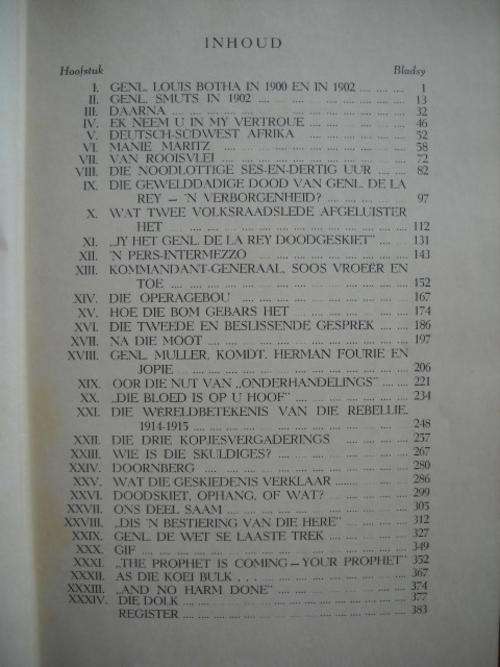 INHOUD
Hoofstuk Bladsy
I. GENL. LOUIS BOTHA IN 1900 EN IN 1902 .... .... .... 1
II. GENL. SMUTS IN 1902 .... .... .... .... .... .... .... 13
III. DAARNA .... .... .... .... .... .... .... .... .... 32
IV. EK NEEM U IN MY VERTROUE .... .... .... .... .... 46
V. DEUTSCH-SÜDWEST AFRIKA .... .... .... .... .... 52
VI. MANIE MARITZ .... .... .... .... .... .... .... .... 58
VII. VAN ROOISVLEI .... .... .... .... .... .... .... .... 72
VIII. DIE NOODLOTTIGE SES-EN-DERTIG UUR .... .... 82
IX. DIE GEWELDDADIGE DOOD VAN GENL. DE LA
REY — 'N VERBORGENHEID? .... .... .... .... 97
X. WAT TWEE VOLKSRAADSLEDE AFGELUISTER
HET .... .... .... .... .... .... .... .... .... .... 112
XI. „JY HET GENL. DE LA REY DOODGESKIET" .... .... 131
XII. 'N PERS-INTERMEZZO .... .... .... .... .... .... 143
XIII. KOMMANDANT-GENERAAL, SOOS VROEËR EN
TOE .... .... .... .... .... .... .... .... .... .... 152
XIV. DIE OPERAGEBOU .... .... .... .... .... .... .... 167
XV. HOE DIE BOM GEBARS HET .... .... .... .... .... 174
XVI. DIE TWEEDE EN BESLISSENDE GESPREK .... .... 186
XVII. NA DIE MOOT .... .... .... .... .... .... .... .... 197
XVIII. GENL. MULLER, KOMDT. HERMAN FOURIE EN
JOPIE .... .... .... .... .... .... .... .... .... .... 206
XIX. OOR DIE NUT VAN „ONDERHANDELINGS" .... .... 221
XX. „DIE BLOED IS OP U HOOF" .... .... .... .... .... 234
XXI. DIE WÊRELDBETEKENIS VAN DIE REBELLIE,
1914-1915 .... .... .... .... .... .... .... .... .... 248
XXII. DIE DRIE KOPJESVERGADERINGS .... .... .... .... 257
XXIII. WIE IS DIE SKULDIGES? .... .... .... .... .... .... 267
XXIV. DOORNBERG .... .... .... .... .... .... .... .... 280
XXV. WAT DIE GESKIEDENIS VERKLAAR .... .... .... 286
XXVI. DOODSKIET, OPHANG, OF WAT? .... .... .... .... 299
XXVII. ONS DEEL SAAM .... .... .... .... .... .... .... 305
XXVIII. „DIS 'N BESTIERING VAN DIE HERE" .... .... .... 312
XXIX. GENL. DE WET SE LAASTE TREK .... .... .... .... 327
XXX. GIF .... .... .... .... .... .... .... .... .... .... 349
XXXI. „THE PROPHET IS COMING — YOUR PROPHET" 352
XXXII. AS DIE KOEI BULK . . . .... .... .... .... .... .... 367
XXXIII. „AND NO HARM DONE" .... .... .... .... .... .... 374
XXXIV. DIE DOLK .... .... .... .... .... .... .... .... .... 377
REGISTER .... .... .... .... .... .... .... .... .... 383